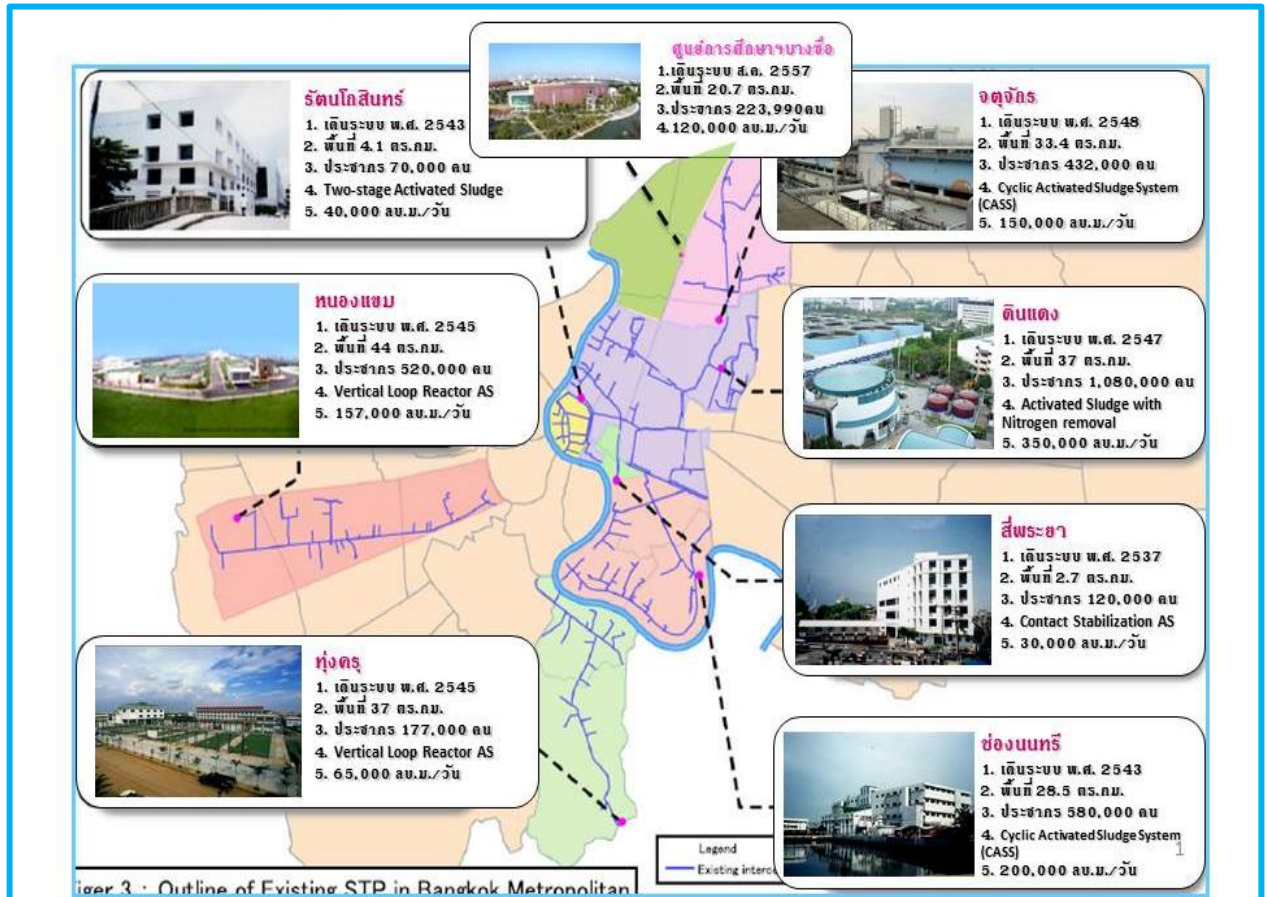 ศูนย์การศึกษาฯบางซื่อ
1.เดินระบบ ส.ค. 2557
2.พื้นที่ 20.7 ตร.กม.
3.ประชากร 223,990คน
4.120,000 ลบ.ม./วัน
รัตนโกสินทร์
1. เดินระบบ พ.ศ. 2543
2. พื้นที่ 4.1 ตร.กม.
3. ประชากร 70,000 คน
4. Two-stage Activated Sludge
5. 40,000 ลบ.ม./วัน
จตุจักร
1. เดินระบบ พ.ศ. 2548
2. พื้นที่ 33.4 ตร.กม.
3. ประชากร 432,000 คน
4. Cyclic Activated Sludge System
(CASS)
5. 150,000 ลบ.ม./วัน
หนองแขม
1. เดินระบบ พ.ศ. 2545
2. พื้นที่ 44 ตร.กม.
3. ประชากร 520,000 คน
4. Vertical Loop Reactor AS
5. 157,000 ลบ.ม./วัน
ดินแดง
1. เดินระบบ พ.ศ. 2547
2. พื้นที่ 37 ตร.กม.
3. ประชากร 1,080,000 คน
4. Activated Sludge with
Nitrogen removal
5. 350,000 ลบ.ม./วัน
สี่พระยา
1. เดินระบบ พ.ศ. 2537
2. พื้นที่ 2.7 ตร.กม.
3. ประชากร 120,000 คน
4. Contact Stabilization AS
5. 30,000 ลบ.ม./วัน
ทุ่งครุ
1. เดินระบบ พ.ศ. 2545
2. พื้นที่ 37 ตร.กม.
3. ประชากร 177,000 คน
4. Vertical Loop Reactor AS
5. 65,000 ลบ.ม./วัน
ช่องนนทรี
1. เดินระบบ พ.ศ. 2543
2. พื้นที่ 28.5 ตร.กม.
3. ประชากร 580,000 คน
4. Cyclic Activated Sludge System
(CASS)
5. 200,000 ลบ.ม./วัน
1
Legend
Existing interc
iger 3 : Outline of Existing STP in Bangkok Metropolitan